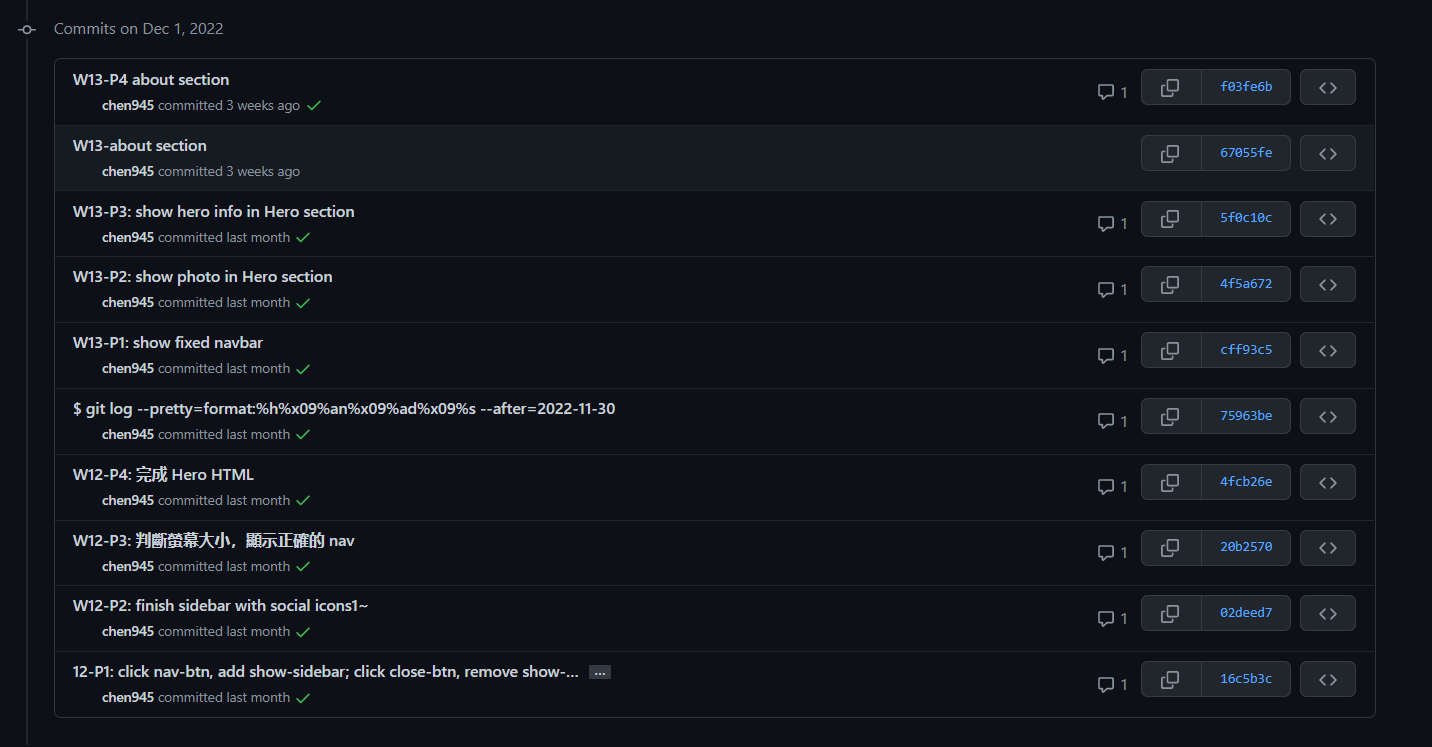 Commits on Dec 1, 2022
W13-P4 about section
chen945 committed 3 weeks ago
1
f03fe6b
W13-about section
chen945 committed 3 weeks ago
67055fe
W13-P3: show hero info in Hero section
chen945 committed last month
1
5f0c10c
W13-P2: show photo in Hero section
chen945 committed last month
1
4f5a672
W13-P1: show fixed navbar
chen945 committed last month
1
cff93c5
$ git log --pretty=format:%h%x09%an%x09%ad%x09%s --after=2022-11-30
chen945 committed last month
1
75963be
W12-P4: 完成 Hero HTML
chen945 committed last month
1
4fcb26e
W12-P3: 判斷螢幕大小，顯示正確的 nav
chen945 committed last month
1
20b2570
W12-P2: finish sidebar with social icons1~
chen945 committed last month
1
02deed7
12-P1: click nav-btn, add show-sidebar; click close-btn, remove show-… …
chen945 committed last month
1
16c5b3c